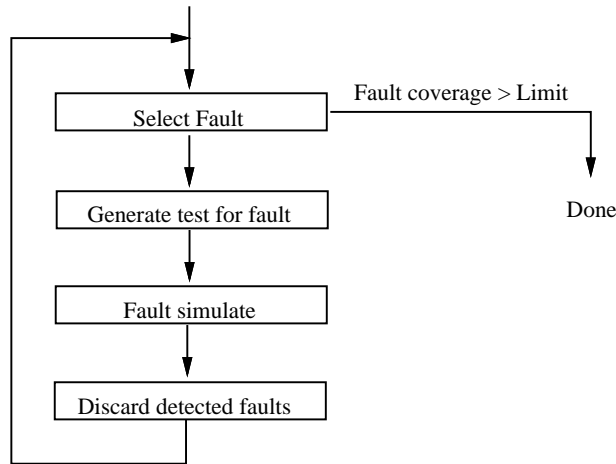 Fault coverage > Limit
Select Fault
Generate test for fault
Done
Fault simulate
Discard detected faults